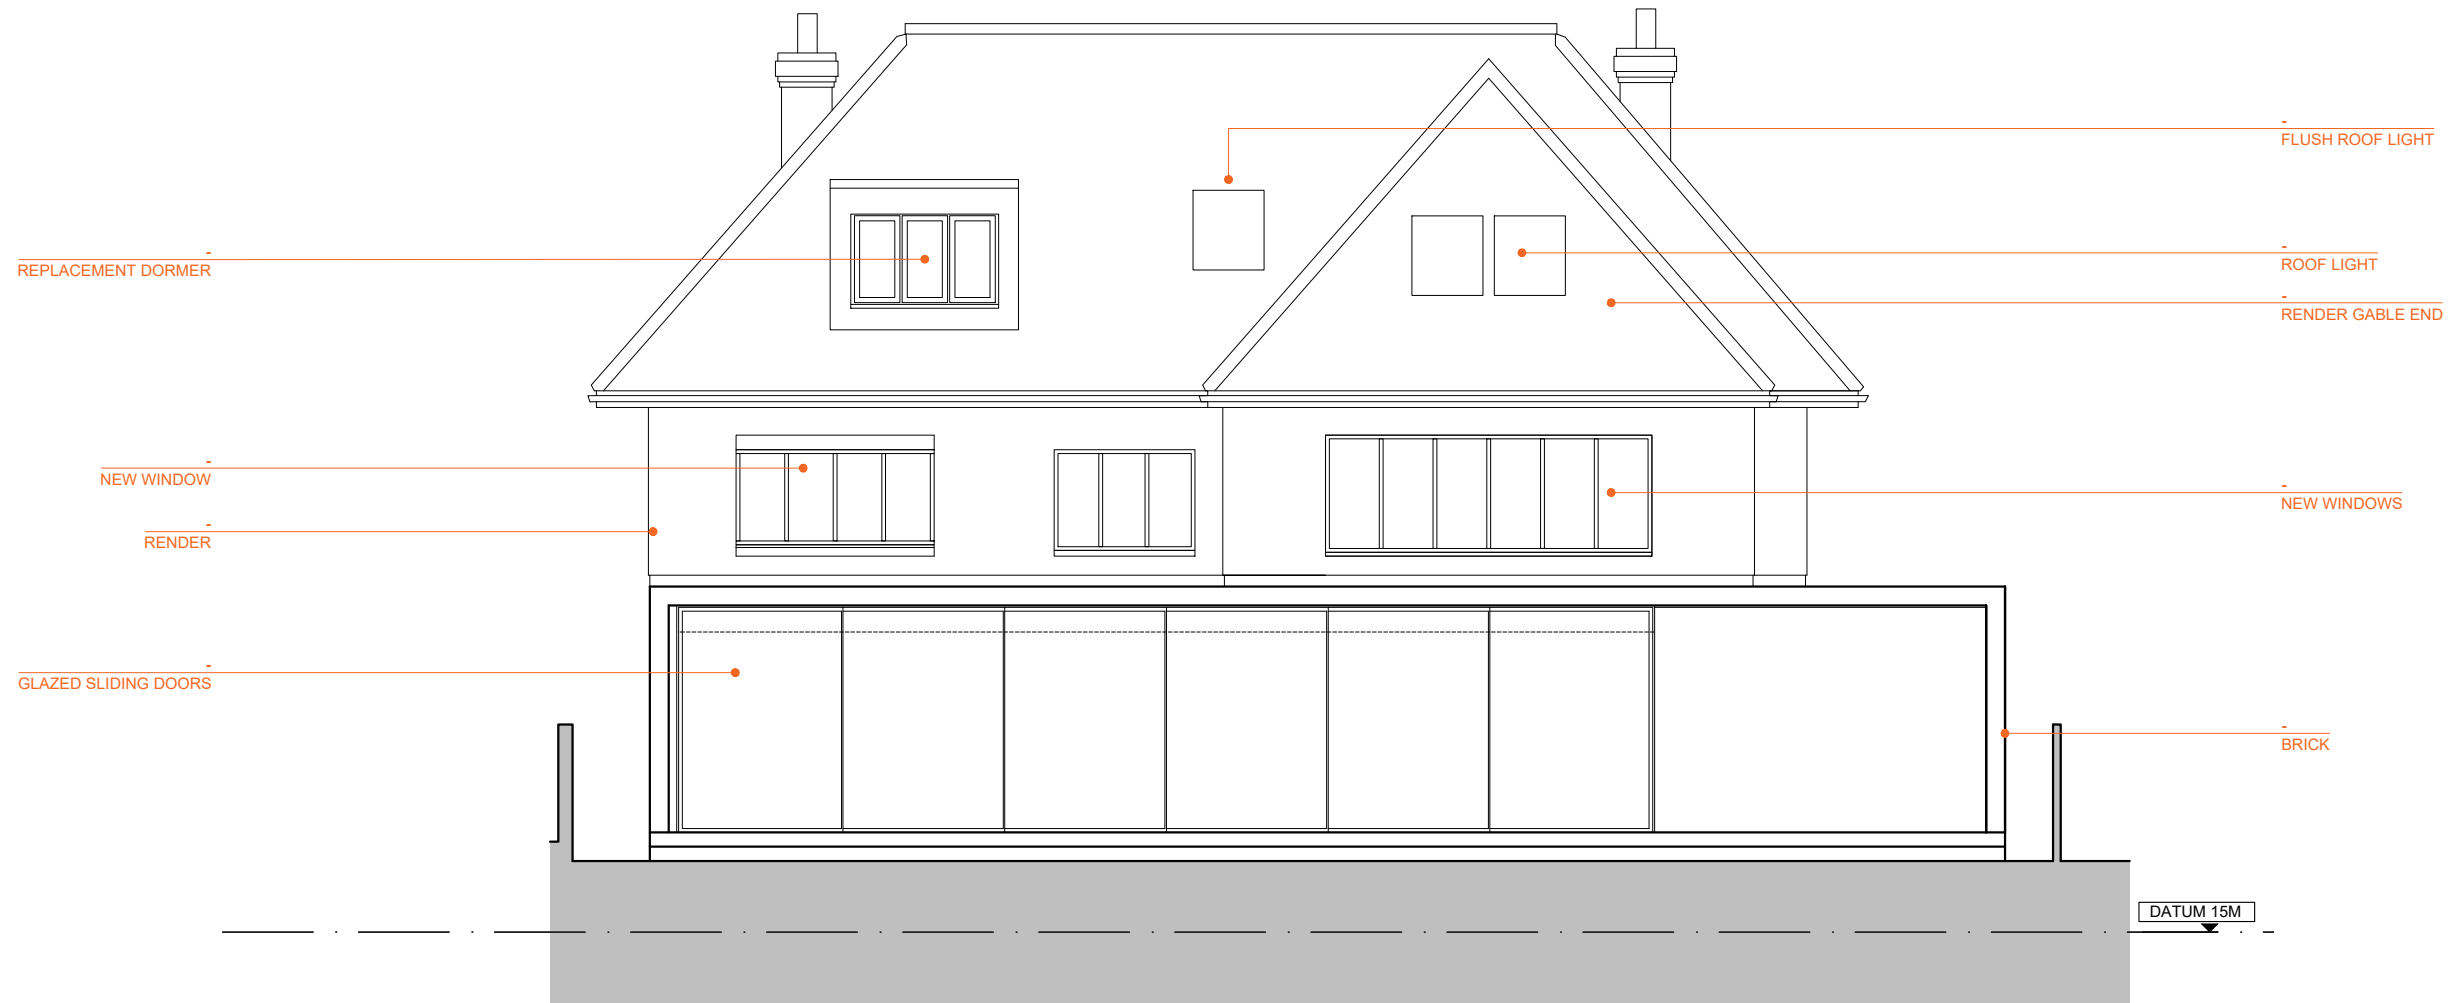 -
FLUSH ROOF LIGHT
-
REPLACEMENT DORMER
-
ROOF LIGHT
-
RENDER GABLE END
-
NEW WINDOW
-
NEW WINDOWS
-
RENDER
-
GLAZED SLIDING DOORS
-
BRICK
DATUM 15M